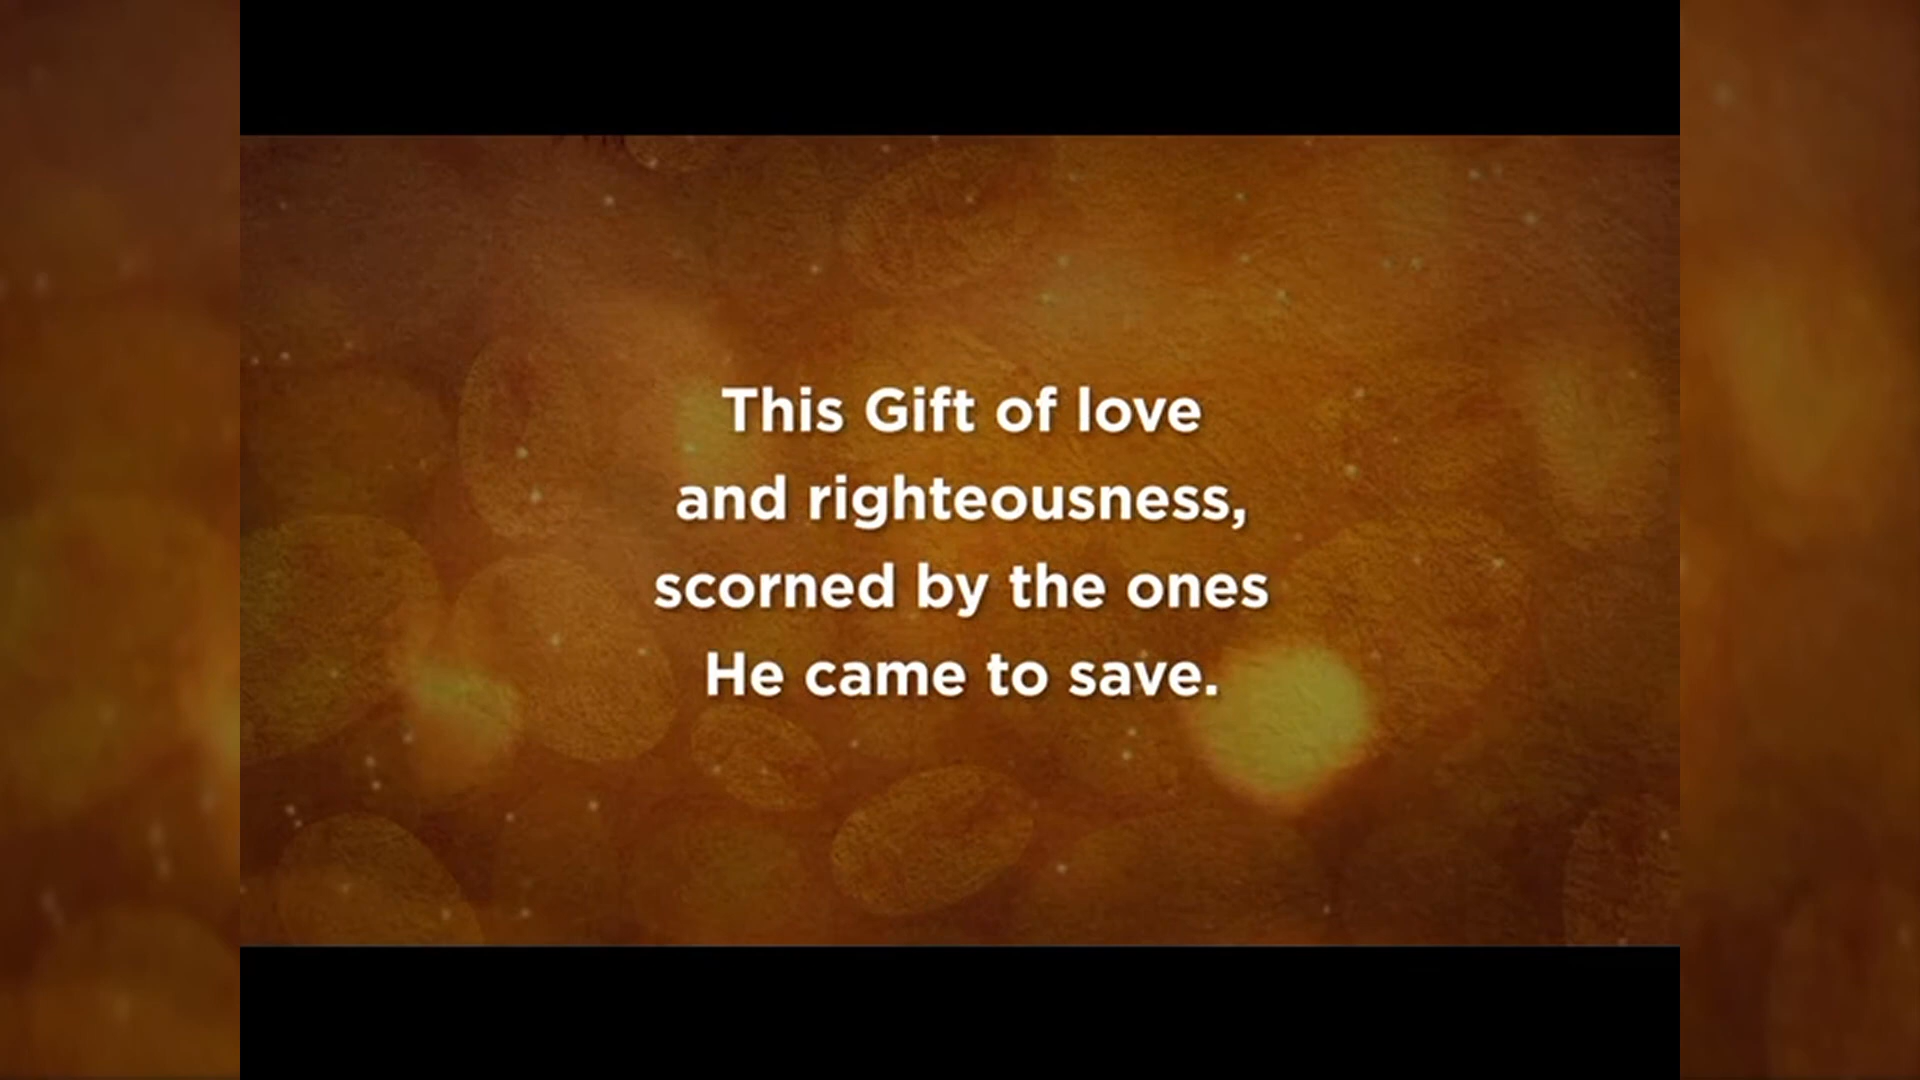 This Gift of love
and righteousness,
scorned by the ones
He came to save.